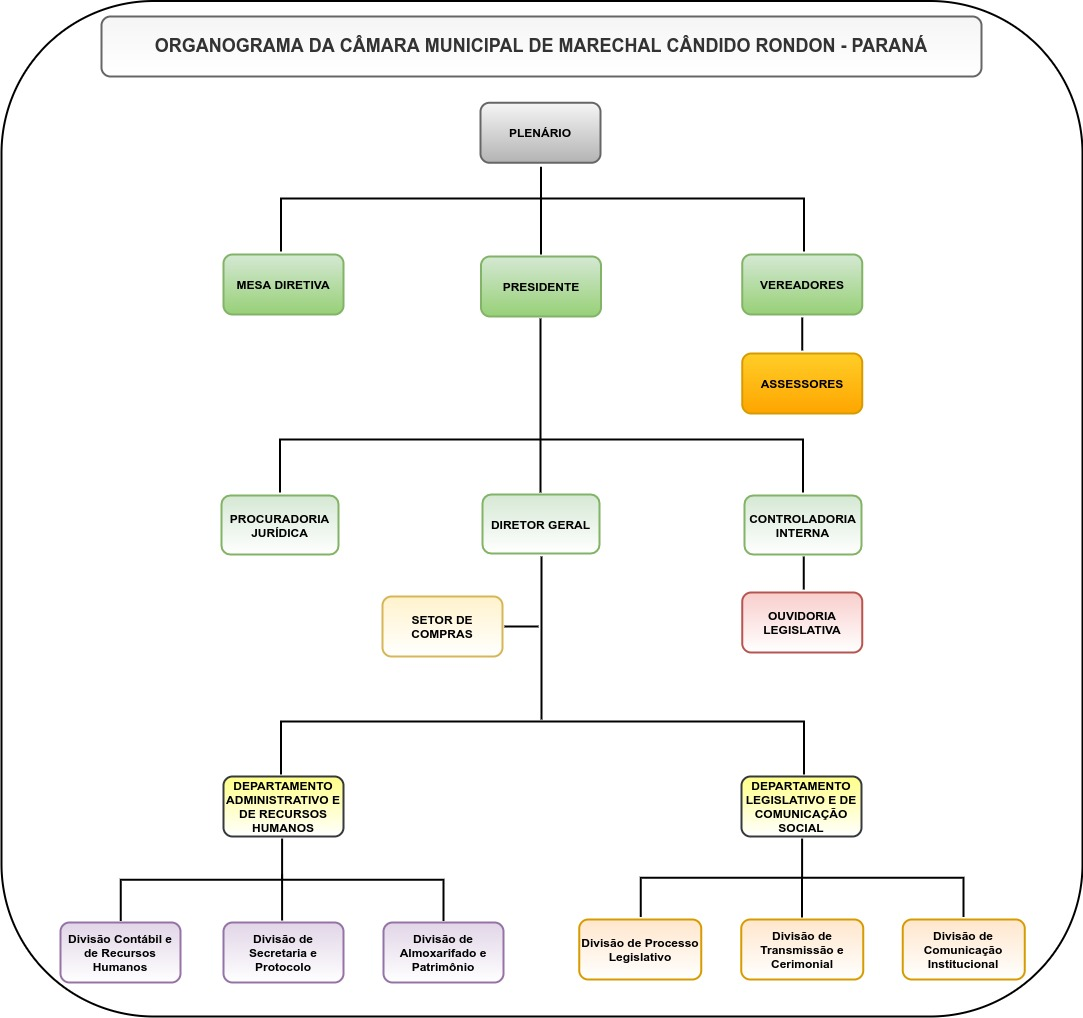 ORGANOGRAMA DA CÂMARA MUNICIPAL DE MARECHAL CÂNDIDO RONDON - PARANÁ
PLENÁRIO
MESA DIRETIVA
PRESIDENTE
VEREADORES
ASSESSORES
PROCURADORIA
JURÍDICA
DIRETOR GERAL
CONTROLADORIA
INTERNA
SETOR DE
COMPRAS
OUVIDORIA
LEGISLATIVA
DEPARTAMENTO
ADMINISTRATIVO E
DE RECURSOS
HUMANOS
DEPARTAMENTO
LEGISLATIVO E DE
COMUNICAÇÃO
SOCIAL
Divisão Contábil e
de Recursos
Humanos
Divisão de
Secretaria e
Protocolo
Divisão de
Almoxarifado e
Patrimônio
Divisão de Processo
Legislativo
Divisão de
Transmissão e
Cerimonial
Divisão de
Comunicação
Institucional